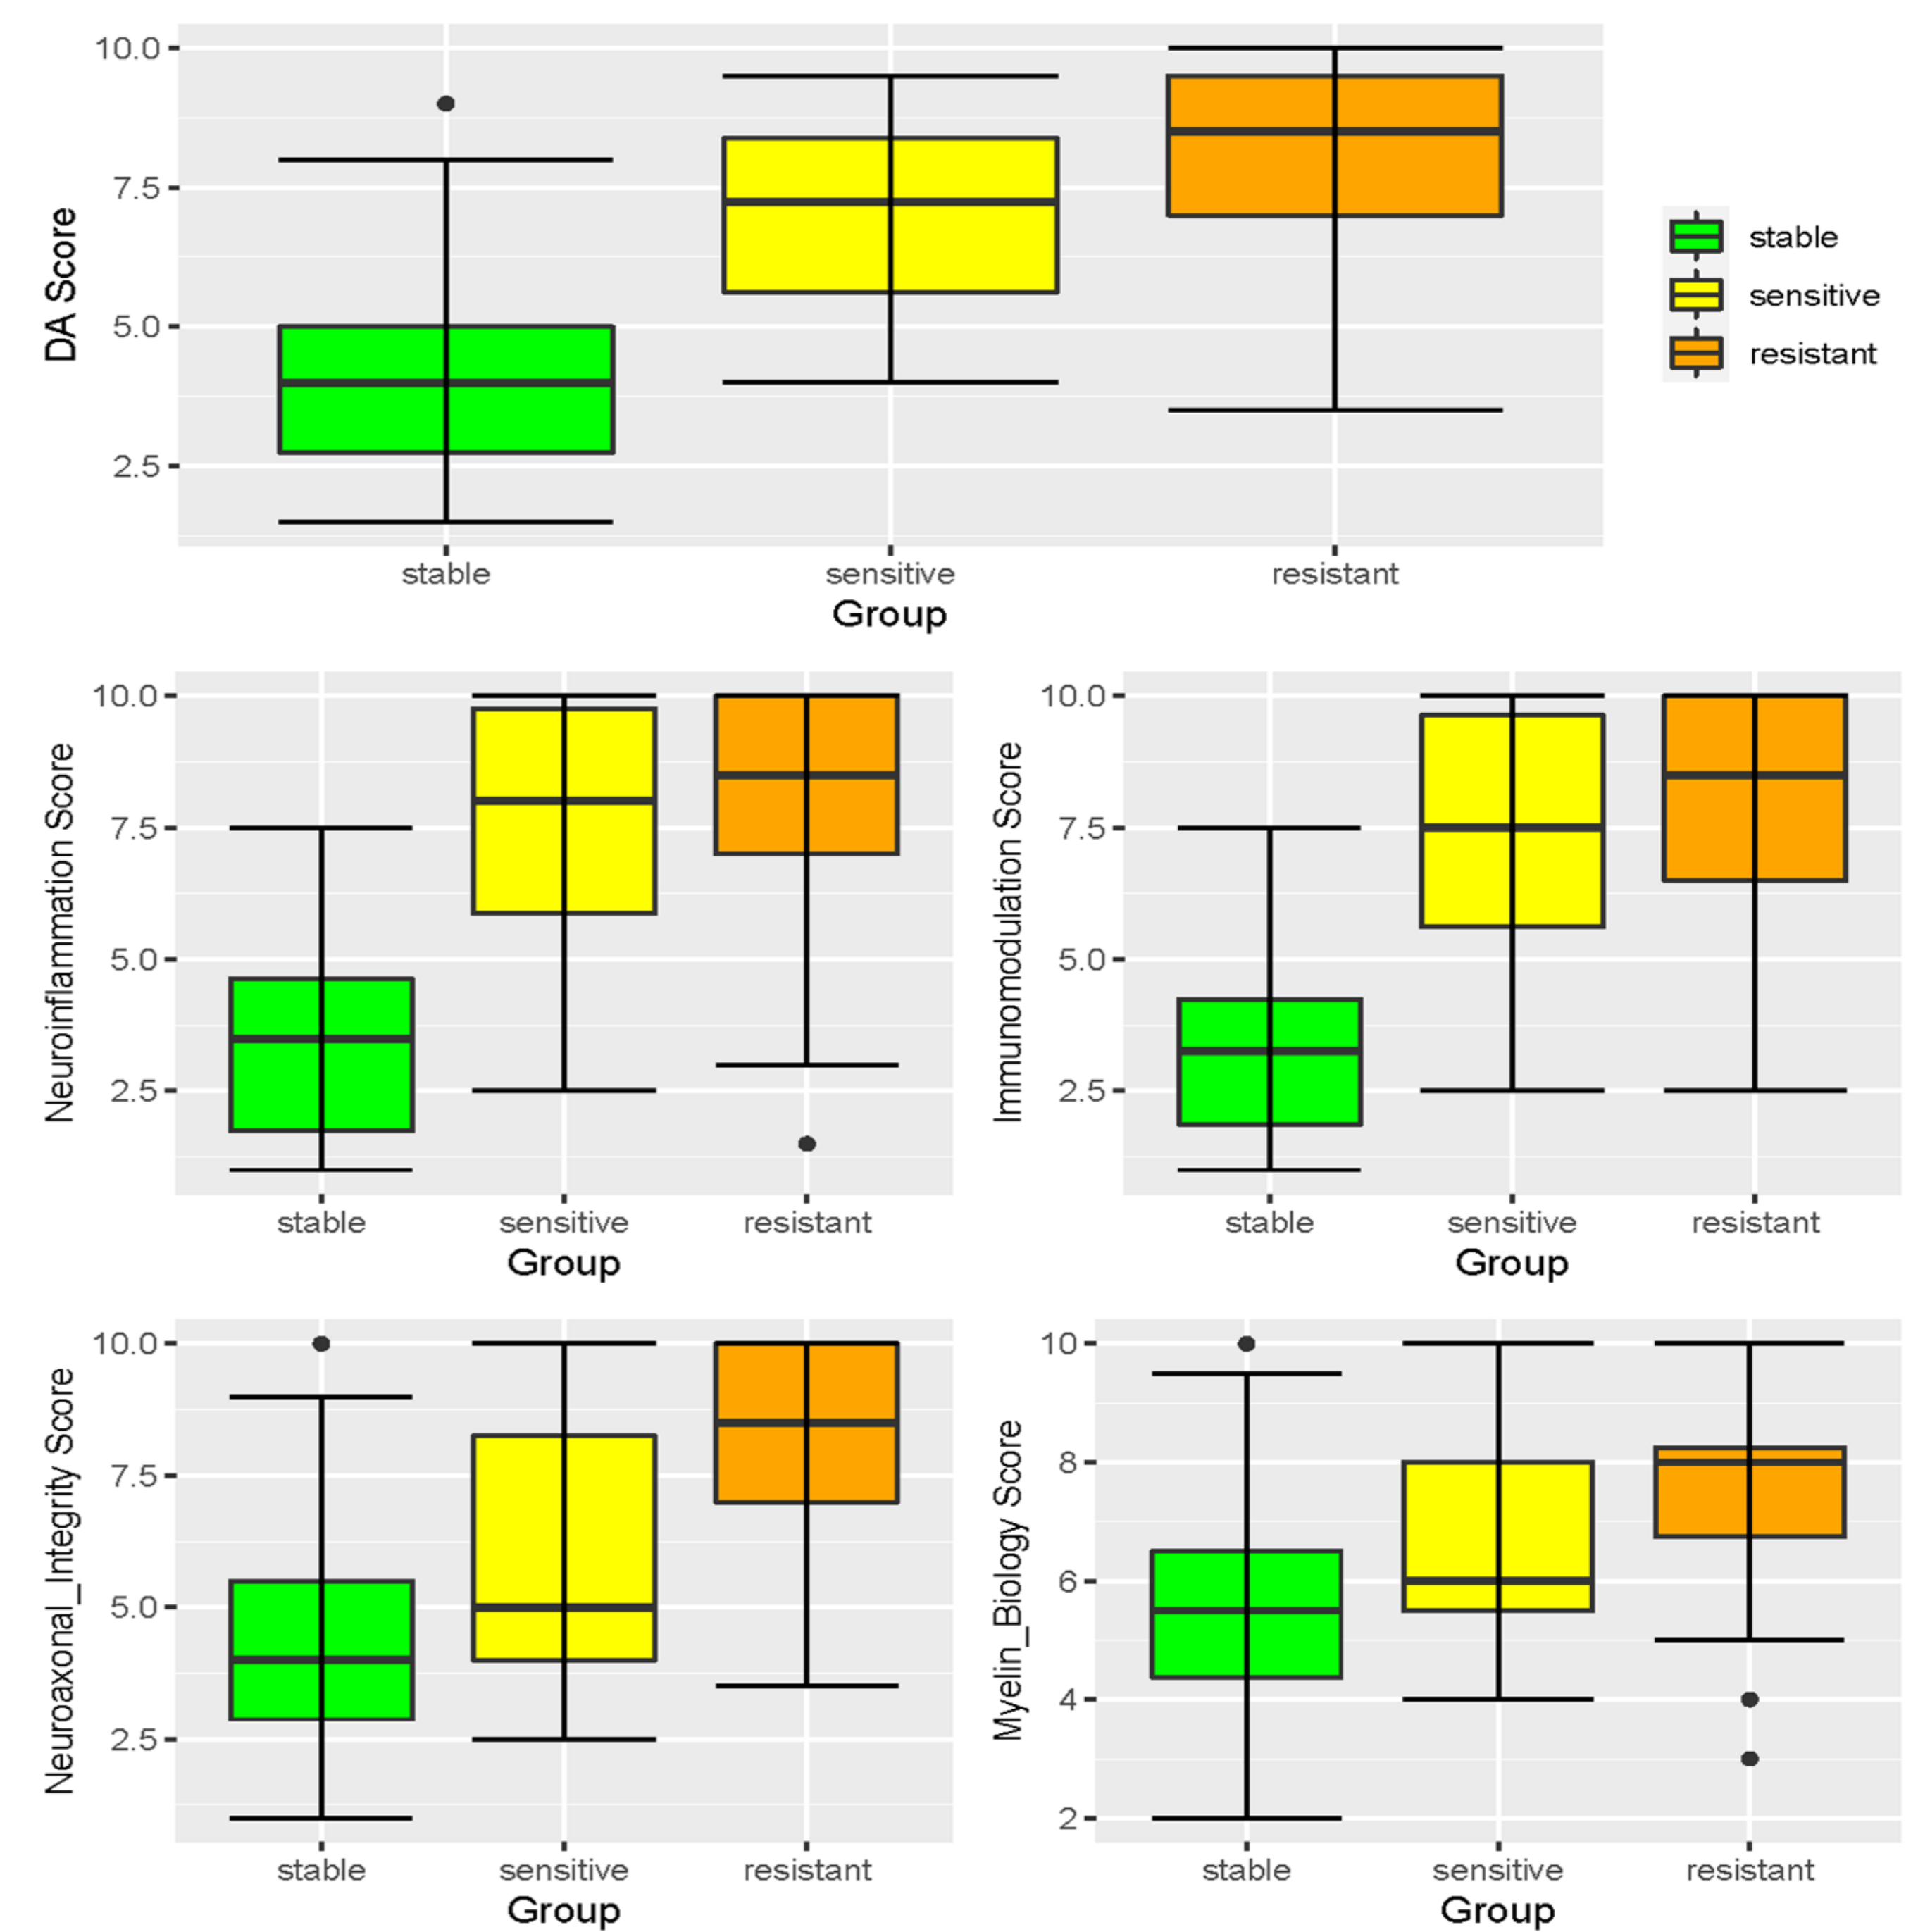 DA Score
10.0
7.5
5.0
2.5
stable
sensitive
resistant
Group
stable
sensitive
resistant
Neuroinflammation Score
10.0
7.5
5.0
2.5
stable
sensitive
resistant
Group
Immunomodulation Score
10.0
7.5
5.0
2.5
stable
sensitive
resistant
Group
Neuroaxonal_Integrity Score
10.0
7.5
5.0
2.5
stable
sensitive
resistant
Group
Myelin_Biology Score
10
8
6
4
2
stable
sensitive
resistant
Group